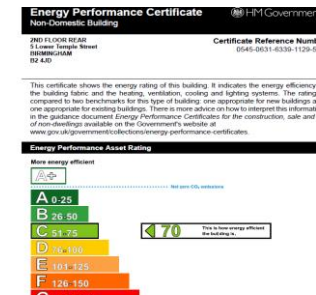 Energy Performance Certificate
HM Governmen
Non-Domestic Building
2ND FLOOR REAR
5 Lower Temple Street
BIRMINGHAM
B2 4JD
Certificate Reference Numb
0545-0631-6339-1129-5
This certificate shows the energy rating of this building. It indicates the energy efficiency
the building fabric and the heating, ventilation, cooling and lighting systems. The rating
compared to two benchmarks for this type of building: one appropriate for new buildings a
one appropriate for existing buildings. There is more advice on how to interpret this informati
in the guidance document Energy Performance Certificates for the construction, sale and
of non-dwellings available on the Government's website at
www.gov.uk/government/collections/energy-performance-certificates.
Energy Performance Asset Rating
More energy efficient
A+
Net zero CO₂ emissions
A 0-25
B 26-50
C 51-75
70
This is how energy efficient
the building is.
D 76-100
E 101-125
F 126-150